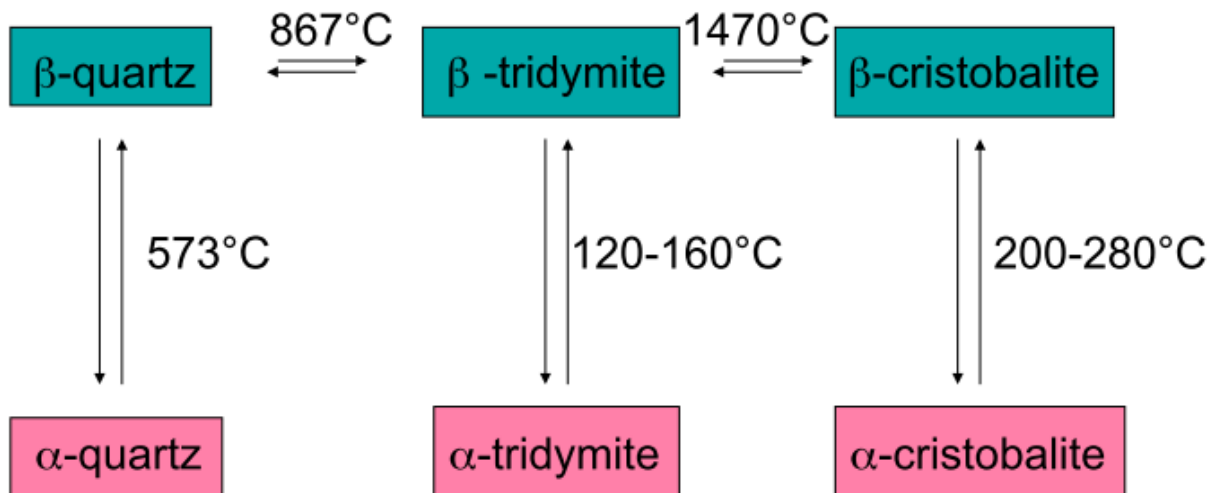 867°C
1470°C
β-quartz
β -tridymite
β-cristobalite
573°C
120-160°C
200-280°C
α-quartz
α-tridymite
α-cristobalite